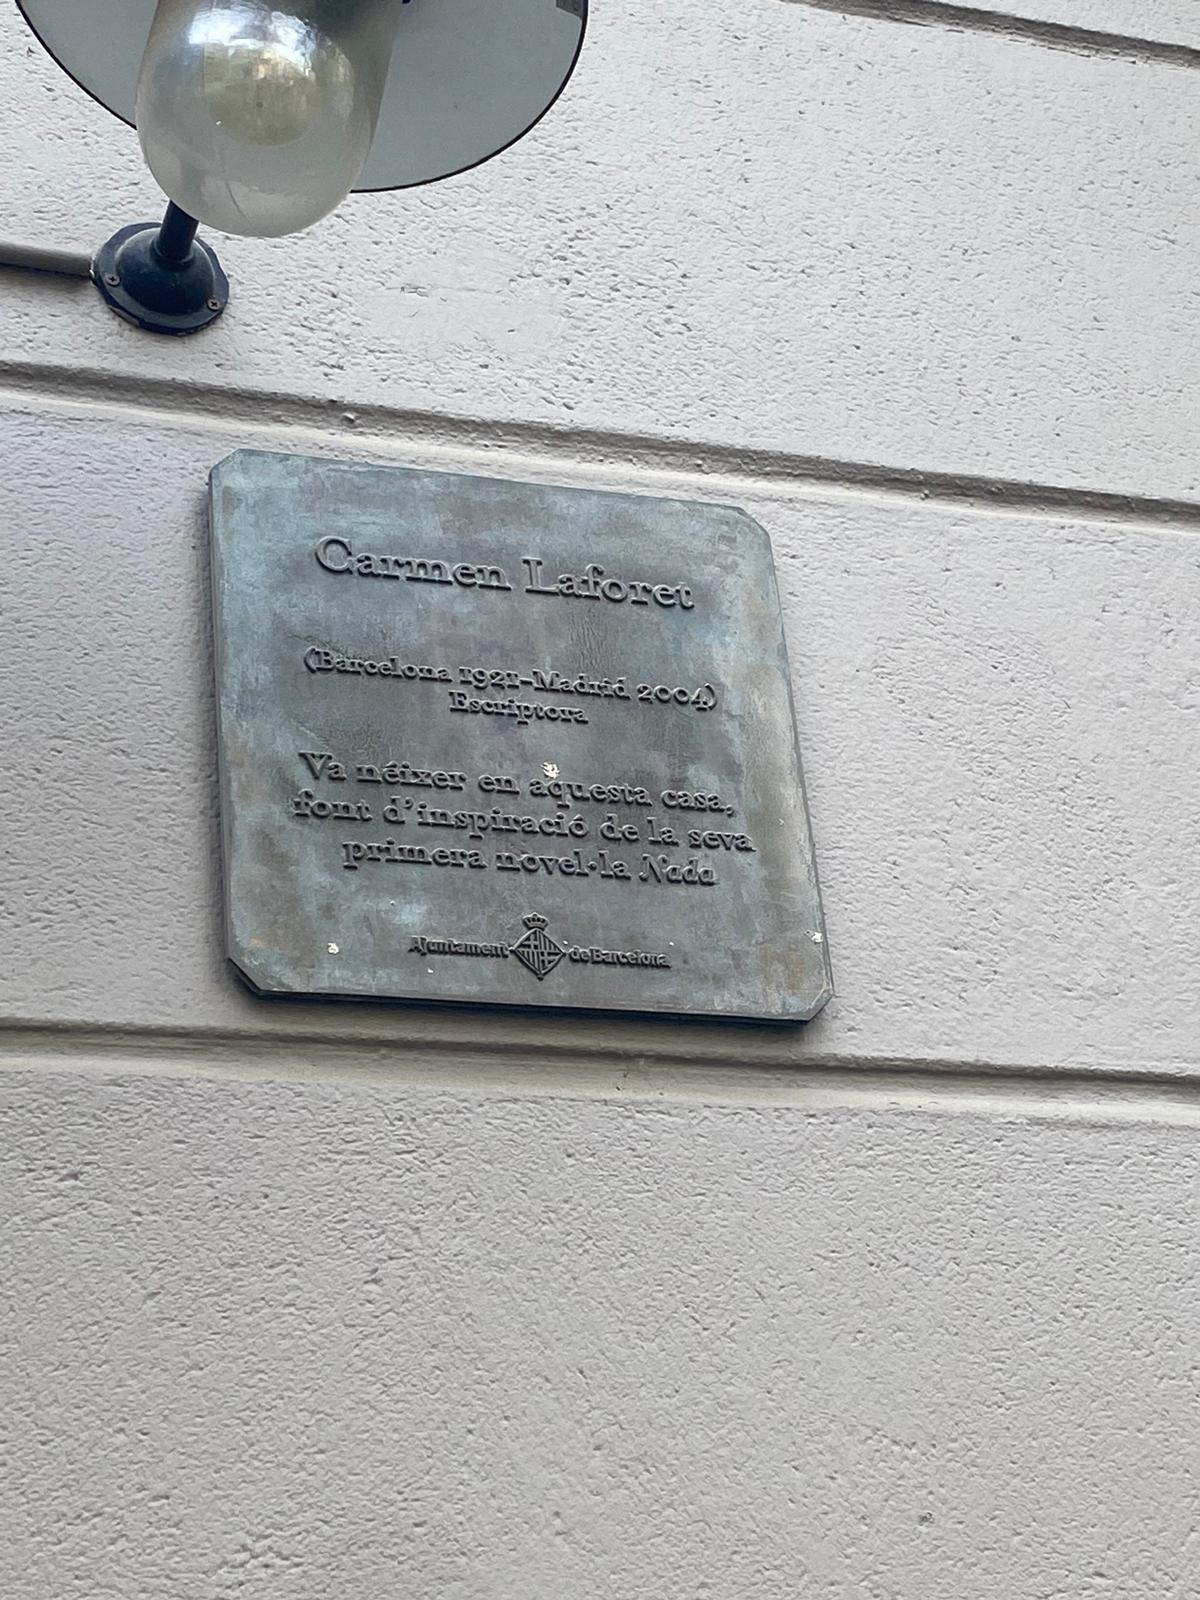 Carmen Laforet
(Barcelona 1921-Madrid 2004)
Escriptora
Va néixer en aquesta casa,
font d'inspiració de la seva
primera novel·la Nada
Ajuntament de Barcelona